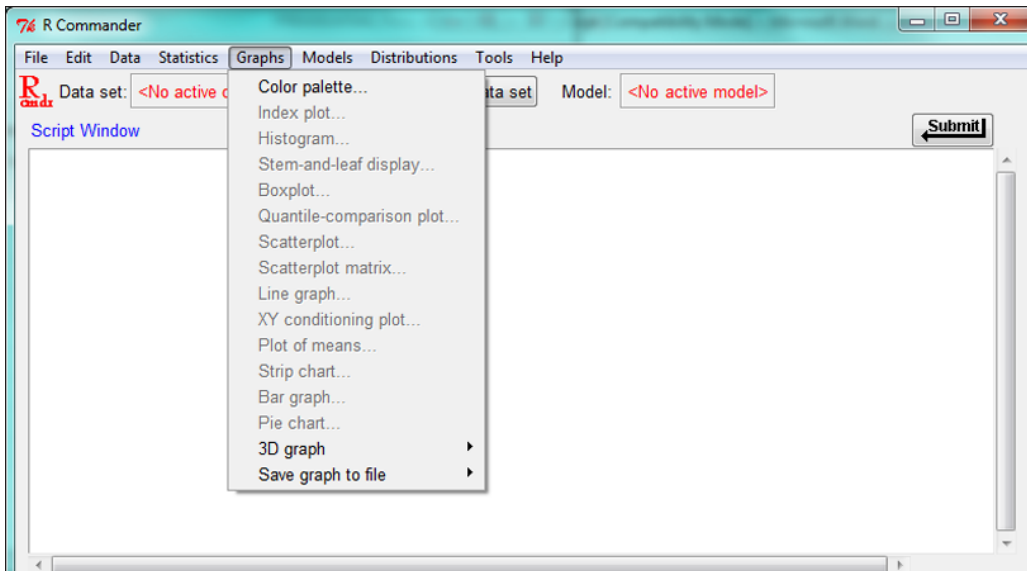 R Commander
File Edit Data Statistics Graphs Models Distributions Tools Help
R cmdr Data set: <No active ata set Model: <No active model>
Script Window Submit
Color palette...
Index plot...
Histogram...
Stem-and-leaf display...
Boxplot...
Quantile-comparison plot...
Scatterplot...
Scatterplot matrix...
Line graph...
XY conditioning plot...
Plot of means...
Strip chart...
Bar graph...
Pie chart...
3D graph
Save graph to file